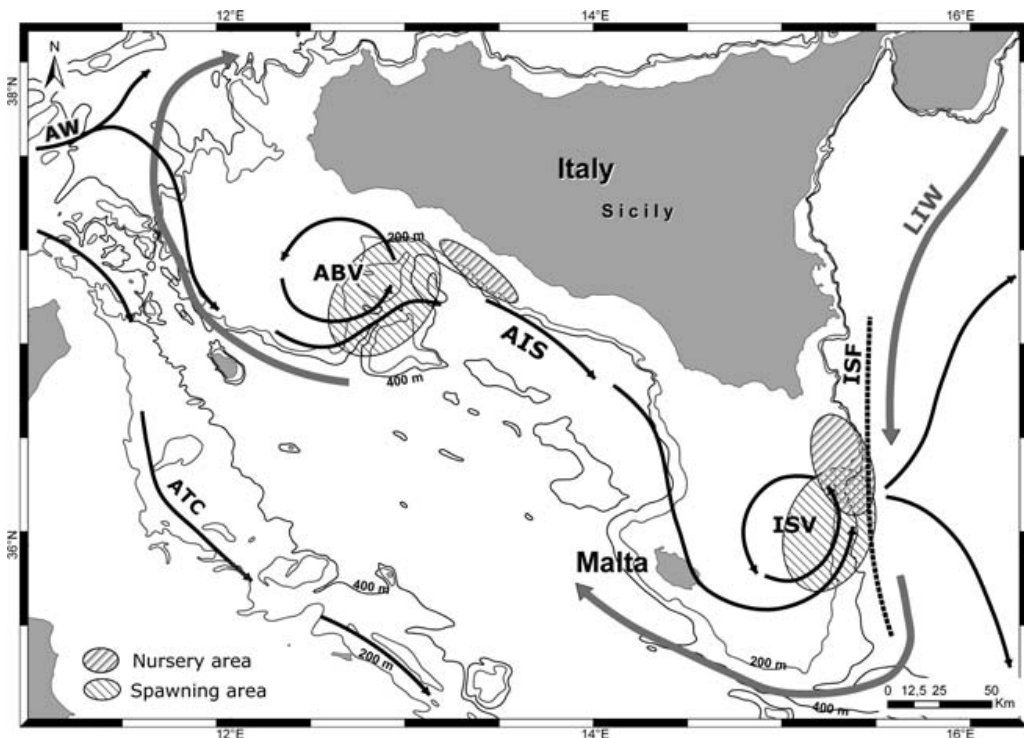 12°E 14°E 16°E
N
38°N
AW
Italy
Sicily
LIW
200 m
ABV
AIS
ISF
400 m
ATC
ISV
36°N
Malta
400 m
200 m
200 m
400 m
Nursery area
Spawning area
0 12,5 25 50
Km
12°E 14°E 16°E